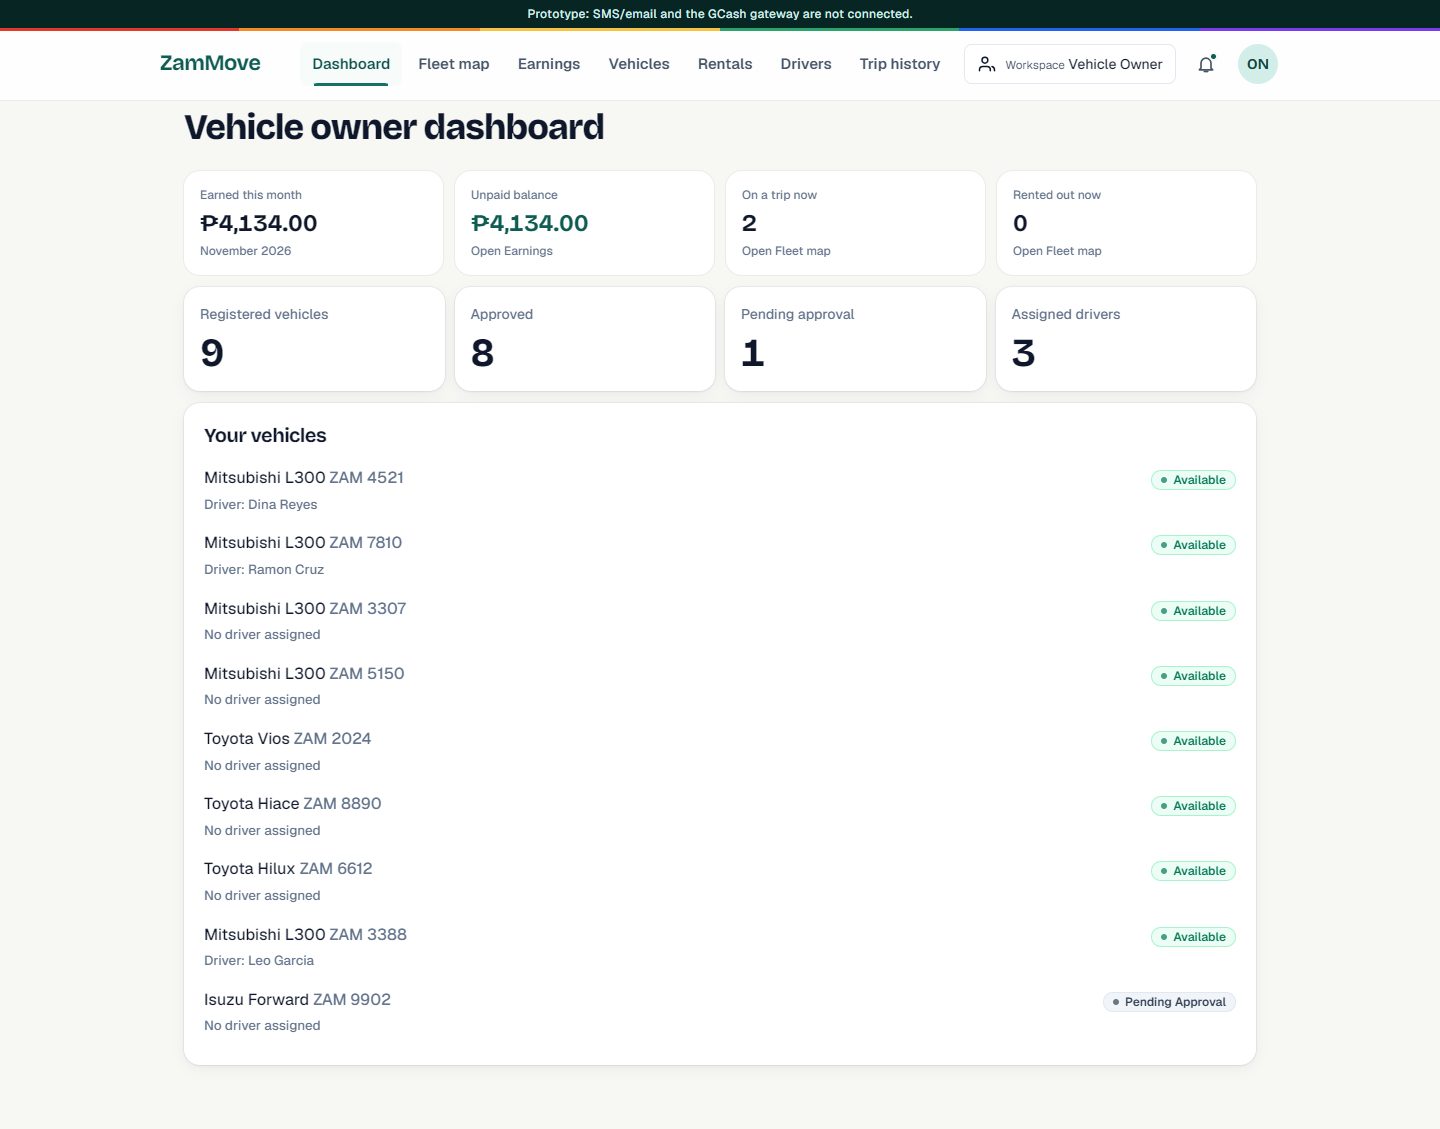 Prototype: SMS/email and the GCash gateway are not connected.
ZamMove
Dashboard
Fleet map
Earnings
Vehicles
Rentals
Drivers
Trip history
Workspace Vehicle Owner
ON
Vehicle owner dashboard
Earned this month
₱4,134.00
November 2026
Unpaid balance
₱4,134.00
Open Earnings
On a trip now
2
Open Fleet map
Rented out now
0
Open Fleet map
Registered vehicles
9
Approved
8
Pending approval
1
Assigned drivers
3
Your vehicles
Mitsubishi L300 ZAM 4521
Available
Driver: Dina Reyes
Mitsubishi L300 ZAM 7810
Available
Driver: Ramon Cruz
Mitsubishi L300 ZAM 3307
Available
No driver assigned
Mitsubishi L300 ZAM 5150
Available
No driver assigned
Toyota Vios ZAM 2024
Available
No driver assigned
Toyota Hiace ZAM 8890
Available
No driver assigned
Toyota Hilux ZAM 6612
Available
No driver assigned
Mitsubishi L300 ZAM 3388
Available
Driver: Leo Garcia
Isuzu Forward ZAM 9902
Pending Approval
No driver assigned